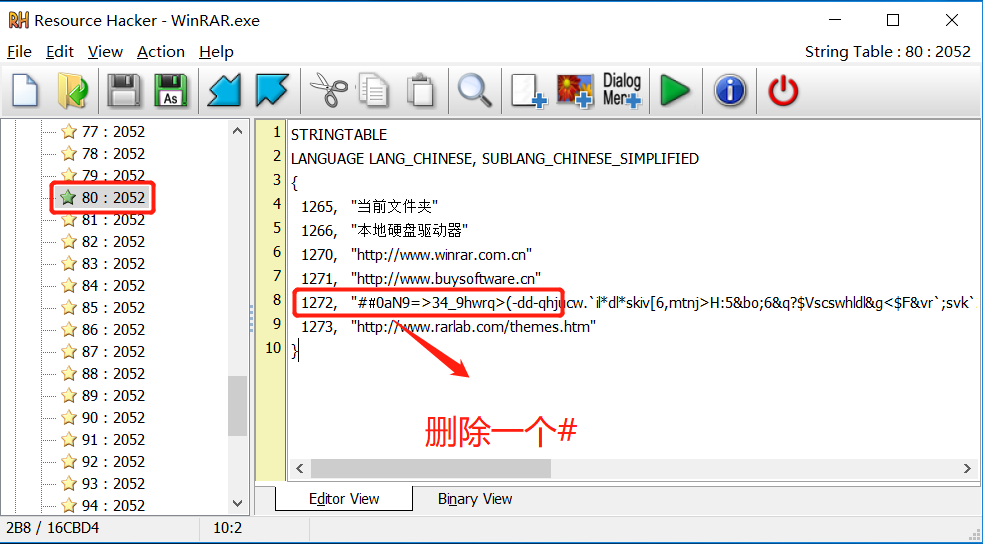 Resource Hacker - WinRAR.exe
File Edit View Action Help
String Table : 80 : 2052
As
Dialog
Men
77 : 2052
78 : 2052
79 : 2052
80 : 2052
81 : 2052
82 : 2052
83 : 2052
84 : 2052
85 : 2052
86 : 2052
87 : 2052
88 : 2052
89 : 2052
90 : 2052
91 : 2052
92 : 2052
93 : 2052
94 : 2052
1 STRINGTABLE
2 LANGUAGE LANG_CHINESE, SUBLANG_CHINESE_SIMPLIFIED
3 {
4 1265, "当前文件夹"
5 1266, "本地硬盘驱动器"
6 1270, "http://www.winrar.com.cn"
7 1271, "http://www.buysoftware.cn"
8 1272, "##0aN9=>34_9hwrq>(-dd-qhjucw.`il*dl*skiv[6,mtnj>H:5&bo;6&q?$Vscswhldl&g<$F&vr`;svk`
9 1273, "http://www.rarlab.com/themes.htm"
10 }
删除一个#
Editor View Binary View
2B8 / 16CBD4 10:2